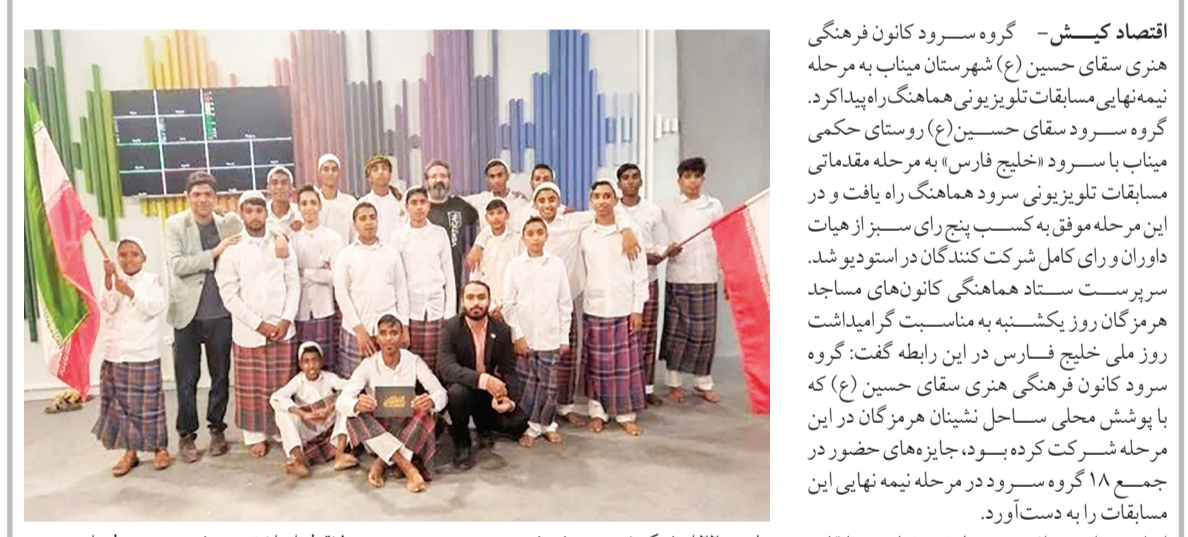 اقتصاد کیش- گروه سرود کانون فرهنگی
هنری سقای حسین (ع) شهرستان میناب به مرحله
نیمه‌نهایی مسابقات تلویزیونی هماهنگ راه پیدا کرد.
گروه سرود سقای حسین(ع) روستای حکمی
میناب با سرود «خلیج فارس» به مرحله مقدماتی
مسابقات تلویزیونی سرود هماهنگ راه یافت و در
این مرحله موفق به کسب پنج رای سبز از هیات
داوران و رای کامل شرکت کنندگان در استودیو شد.
سرپرست ستاد هماهنگی کانون‌های مساجد
هرمزگان روز یکشنبه به مناسبت گرامیداشت
روز ملی خلیج فارس در این رابطه گفت: گروه
سرود کانون فرهنگی هنری سقای حسین (ع) که
با پوشش محلی ساحل نشینان هرمزگان در این
مرحله شرکت کرده بود، جایزه‌های حضور در
جمع ۱۸ گروه سرود در مرحله نیمه نهایی این
مسابقات را به دست‌آورد.